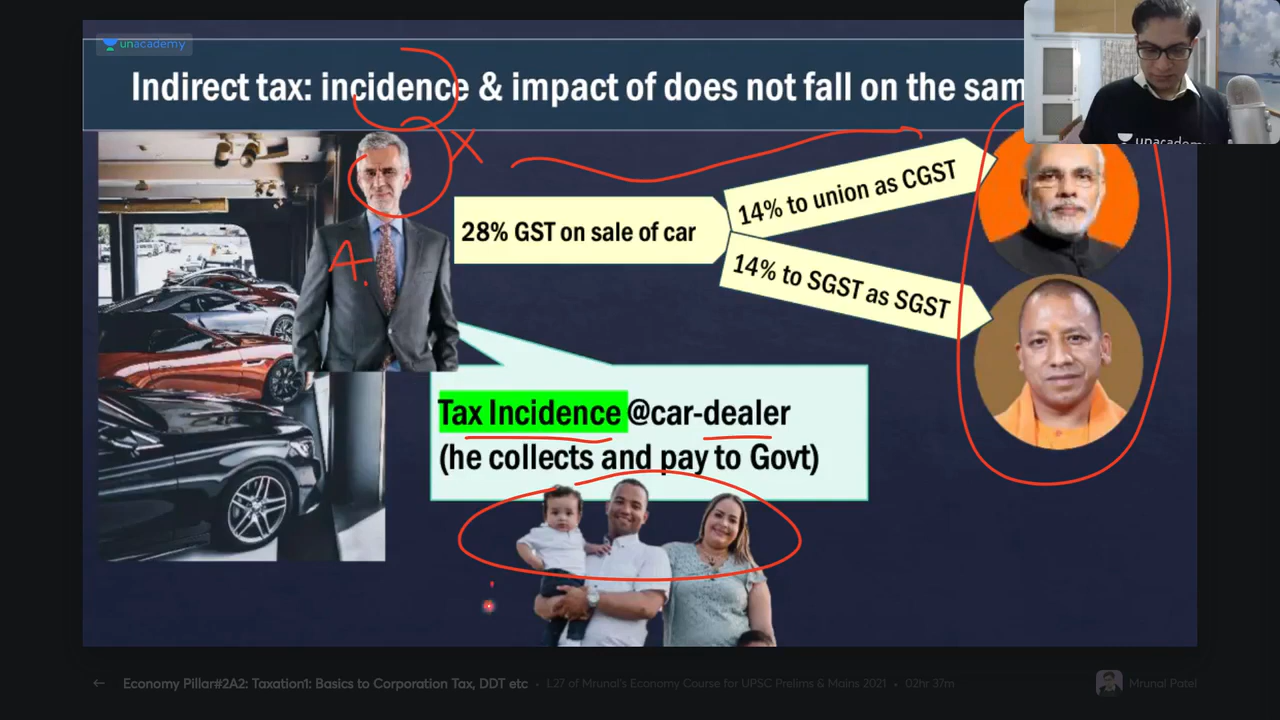 unacademy
Indirect tax: incidence & impact of does not fall on the sam
unacademy
28% GST on sale of car
14% to union as CGST
14% to SGST as SGST
A.
Tax Incidence @car-dealer
(he collects and pay to Govt)
Economy Pillar#2A2: Taxation1: Basics to Corporation Tax, DDT etc • L27 of Mrunal's Economy Course for UPSC Prelims & Mains 2021 • 02hr 37m
Mrunal Patel